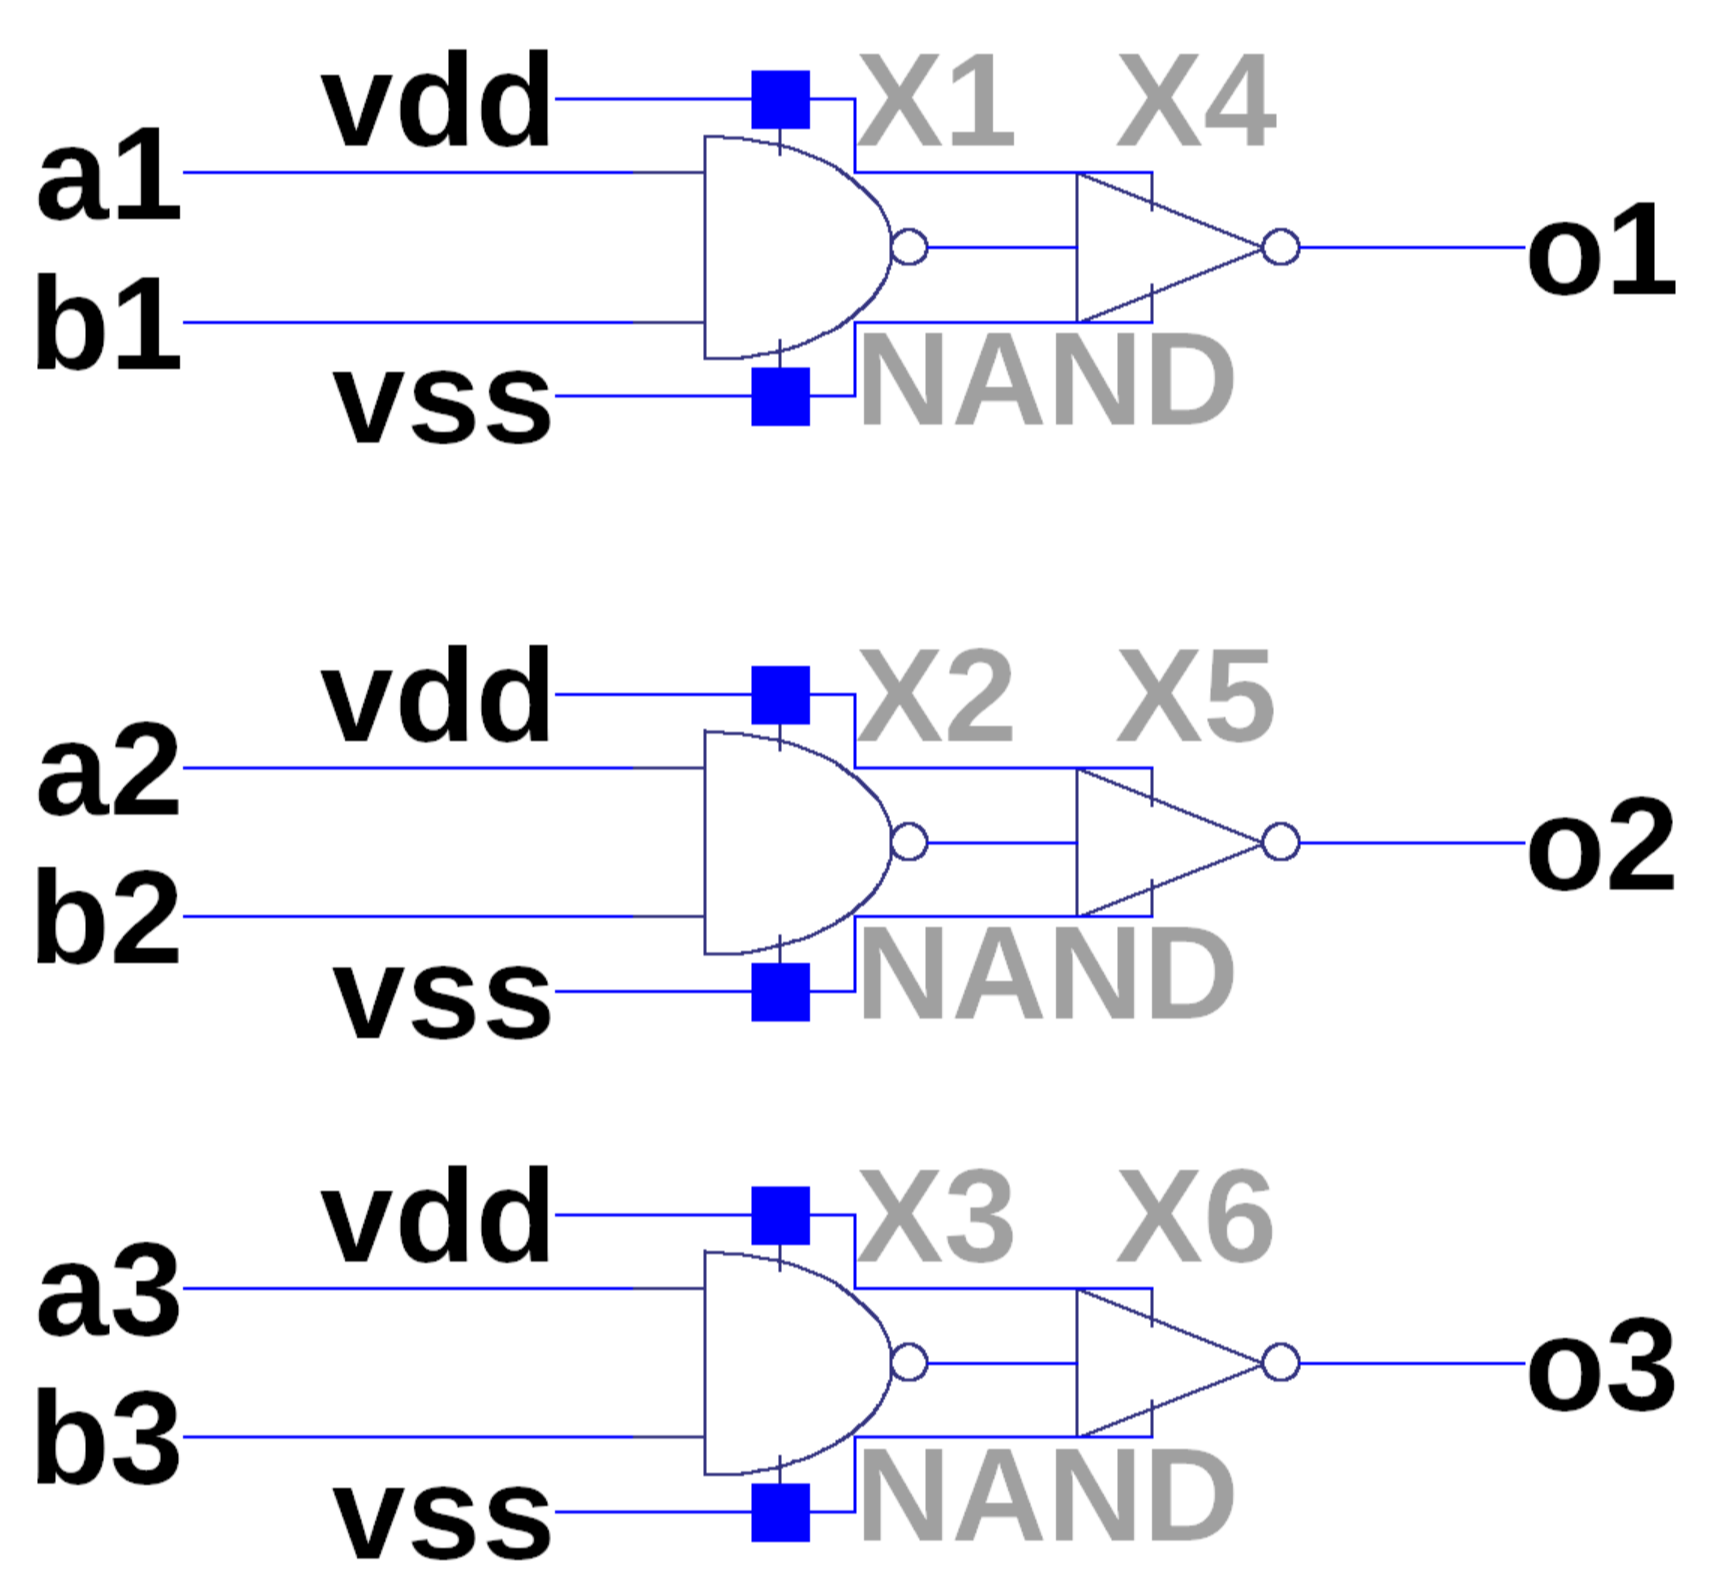 vdd X1 X4
a1
o1
b1
NAND
vss
vdd X2 X5
a2
o2
b2
NAND
vss
vdd X3 X6
a3
o3
b3
NAND
vss